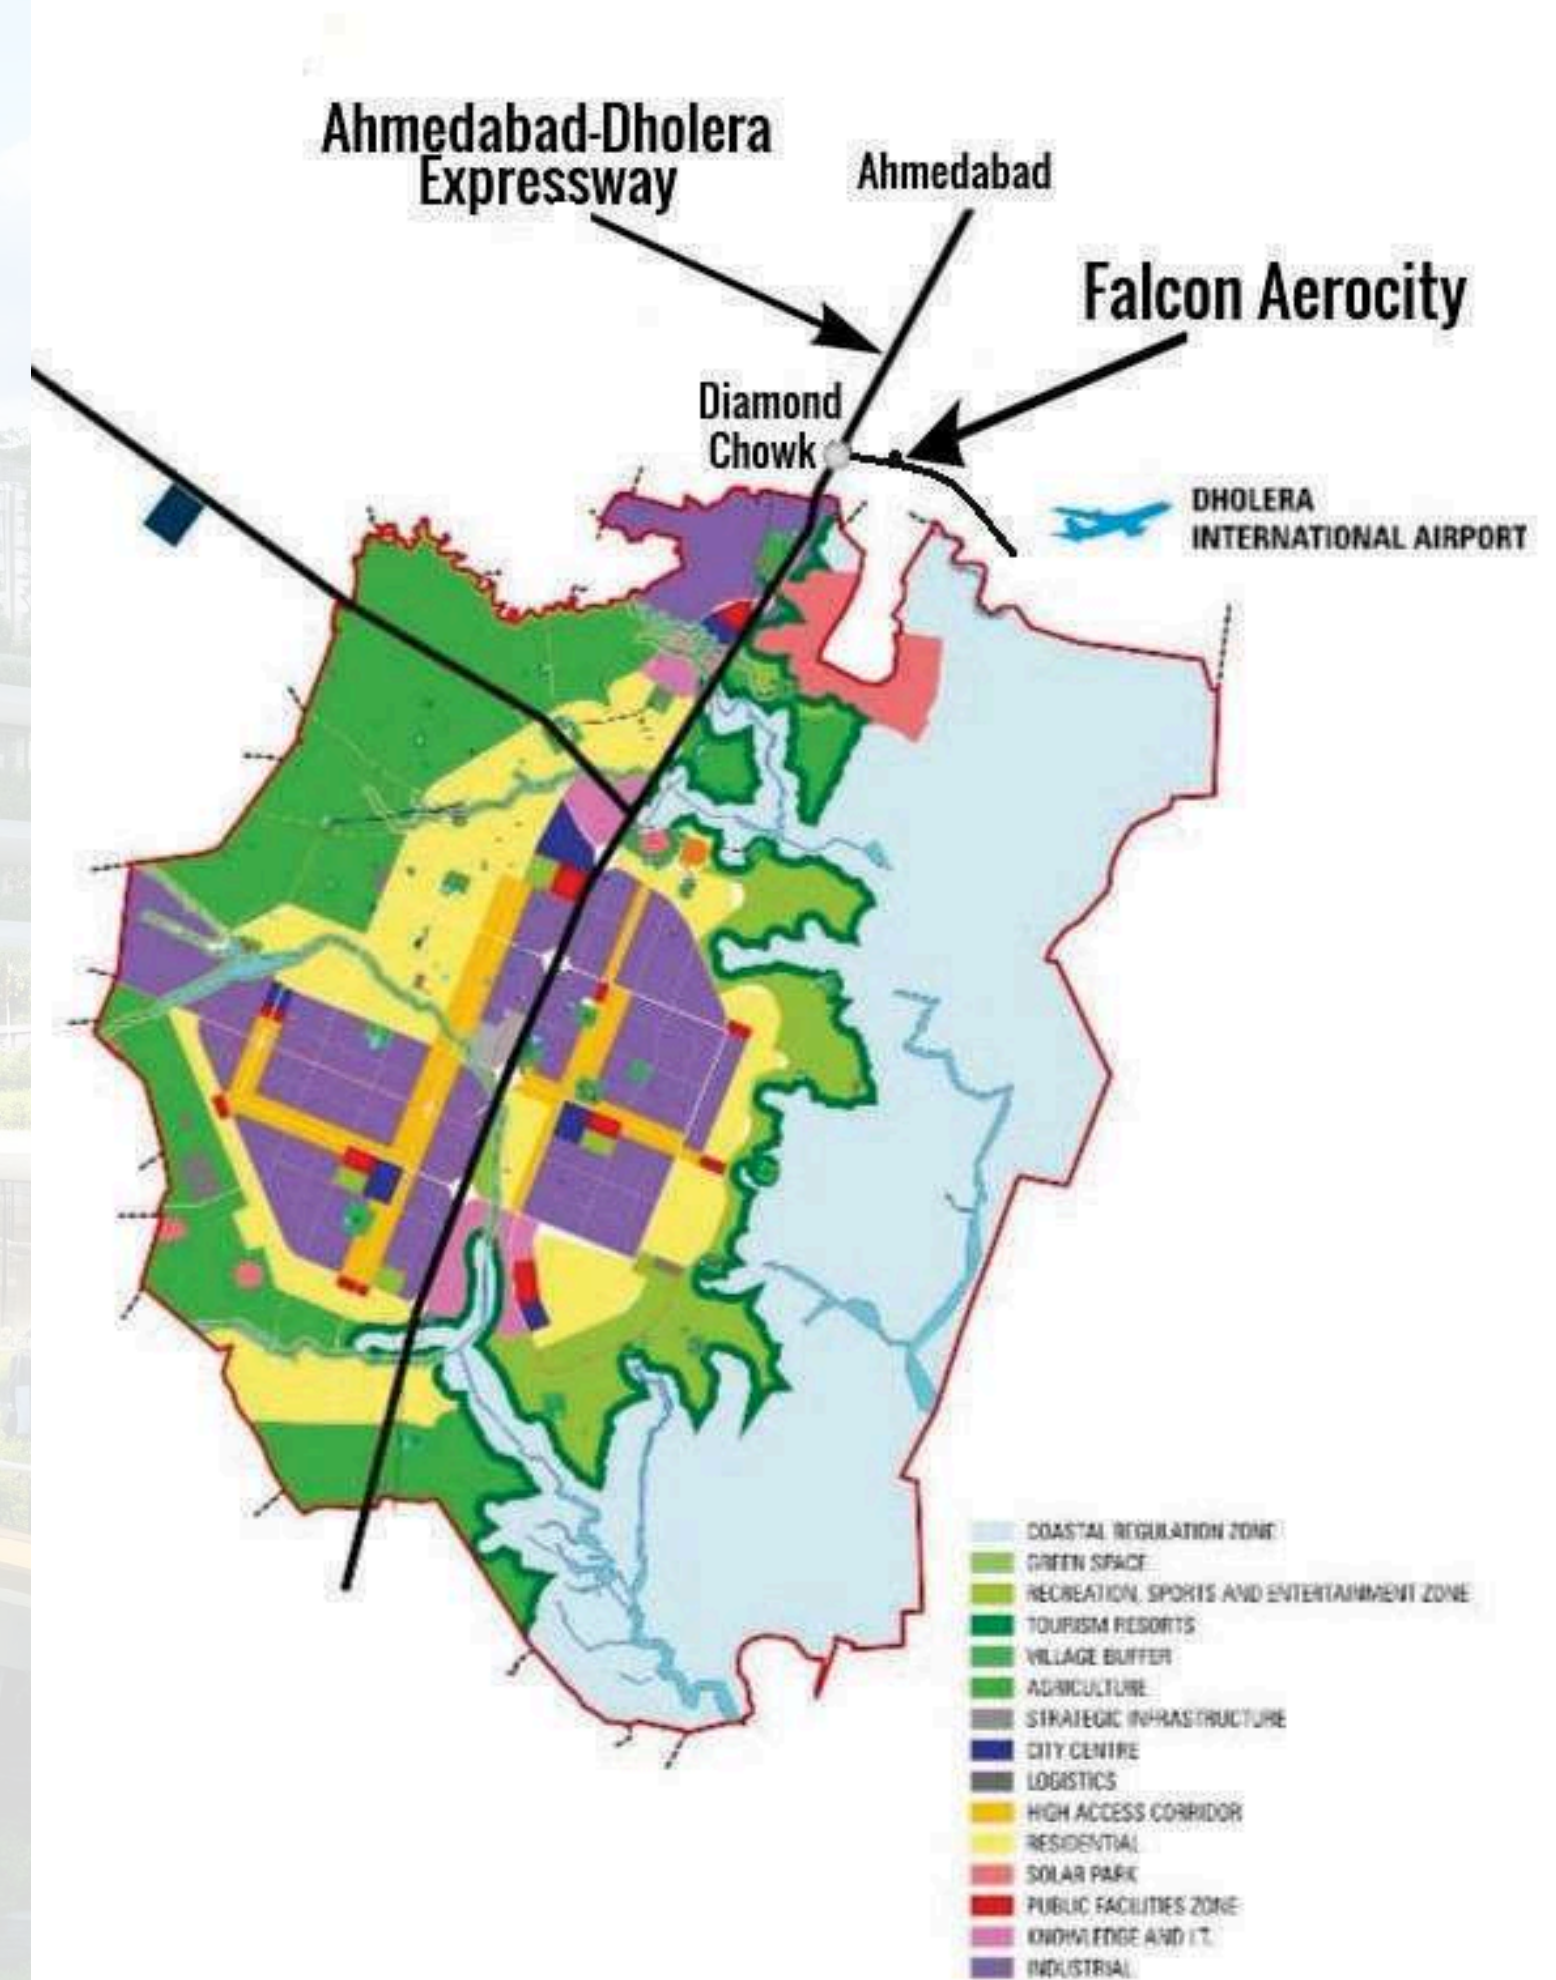 Ahmedabad-Dholera
Expressway
Ahmedabad
Falcon Aerocity
Diamond
Chowk
DHOLERA
INTERNATIONAL AIRPORT
COASTAL REGULATION ZONE
GREEN SPACE
RECREATION, SPORTS AND ENTERTAINMENT ZONE
TOURISM RESORTS
VILLAGE BUFFER
AGRICULTURE
STRATEGIC INFRASTRUCTURE
CITY CENTRE
LOGISTICS
HIGH ACCESS CORRIDOR
RESIDENTIAL
SOLAR PARK
PUBLIC FACILITIES ZONE
KNOWLEDGE AND I.T.
INDUSTRIAL